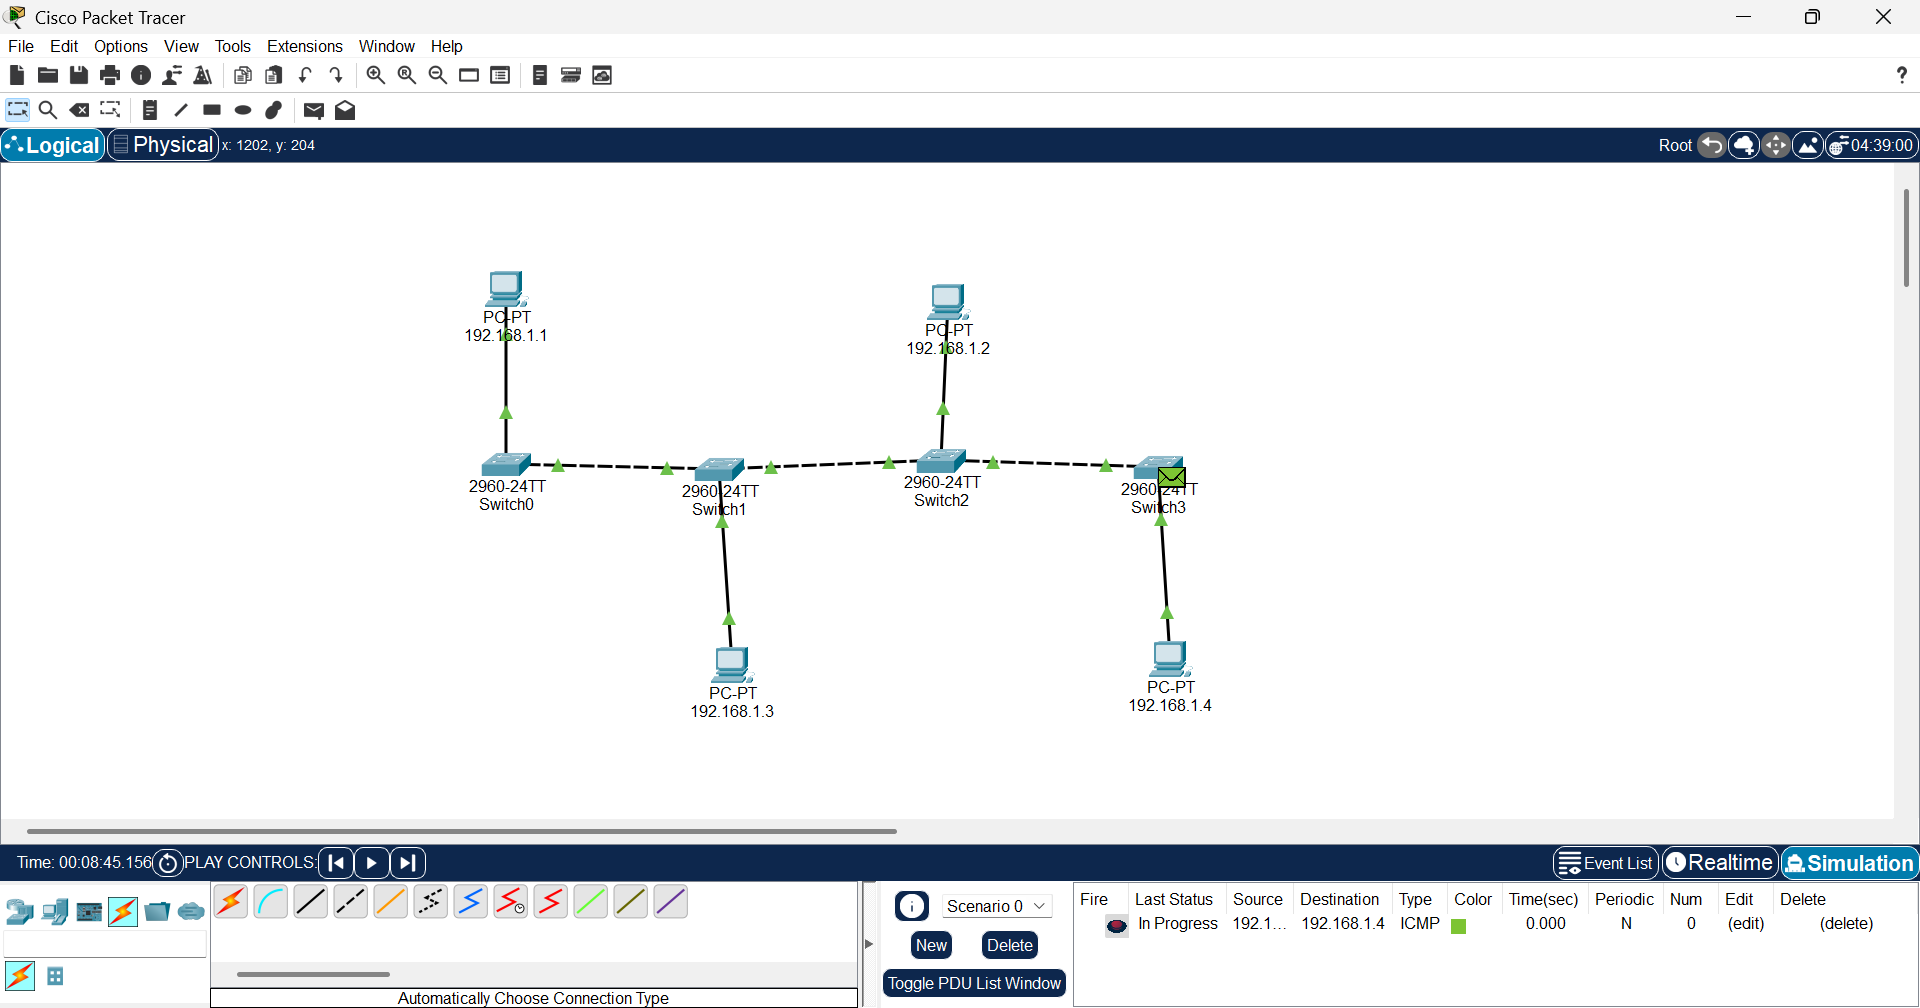 Cisco Packet Tracer
File Edit Options View Tools Extensions Window Help
Logical Physical x: 1202, y: 204 Root 04:39:00
PC-PT
192.168.1.1
PC-PT
192.168.1.2
2960-24TT
Switch0
2960-24TT
Switch1
2960-24TT
Switch2
2960-24TT
Switch3
PC-PT
192.168.1.3
PC-PT
192.168.1.4
Time: 00:08:45.156 PLAY CONTROLS: Event List Realtime Simulation
Scenario 0
New Delete
Toggle PDU List Window
Fire Last Status Source Destination Type Color Time(sec) Periodic Num Edit Delete
In Progress 192.1... 192.168.1.4 ICMP 0.000 N 0 (edit) (delete)
Automatically Choose Connection Type